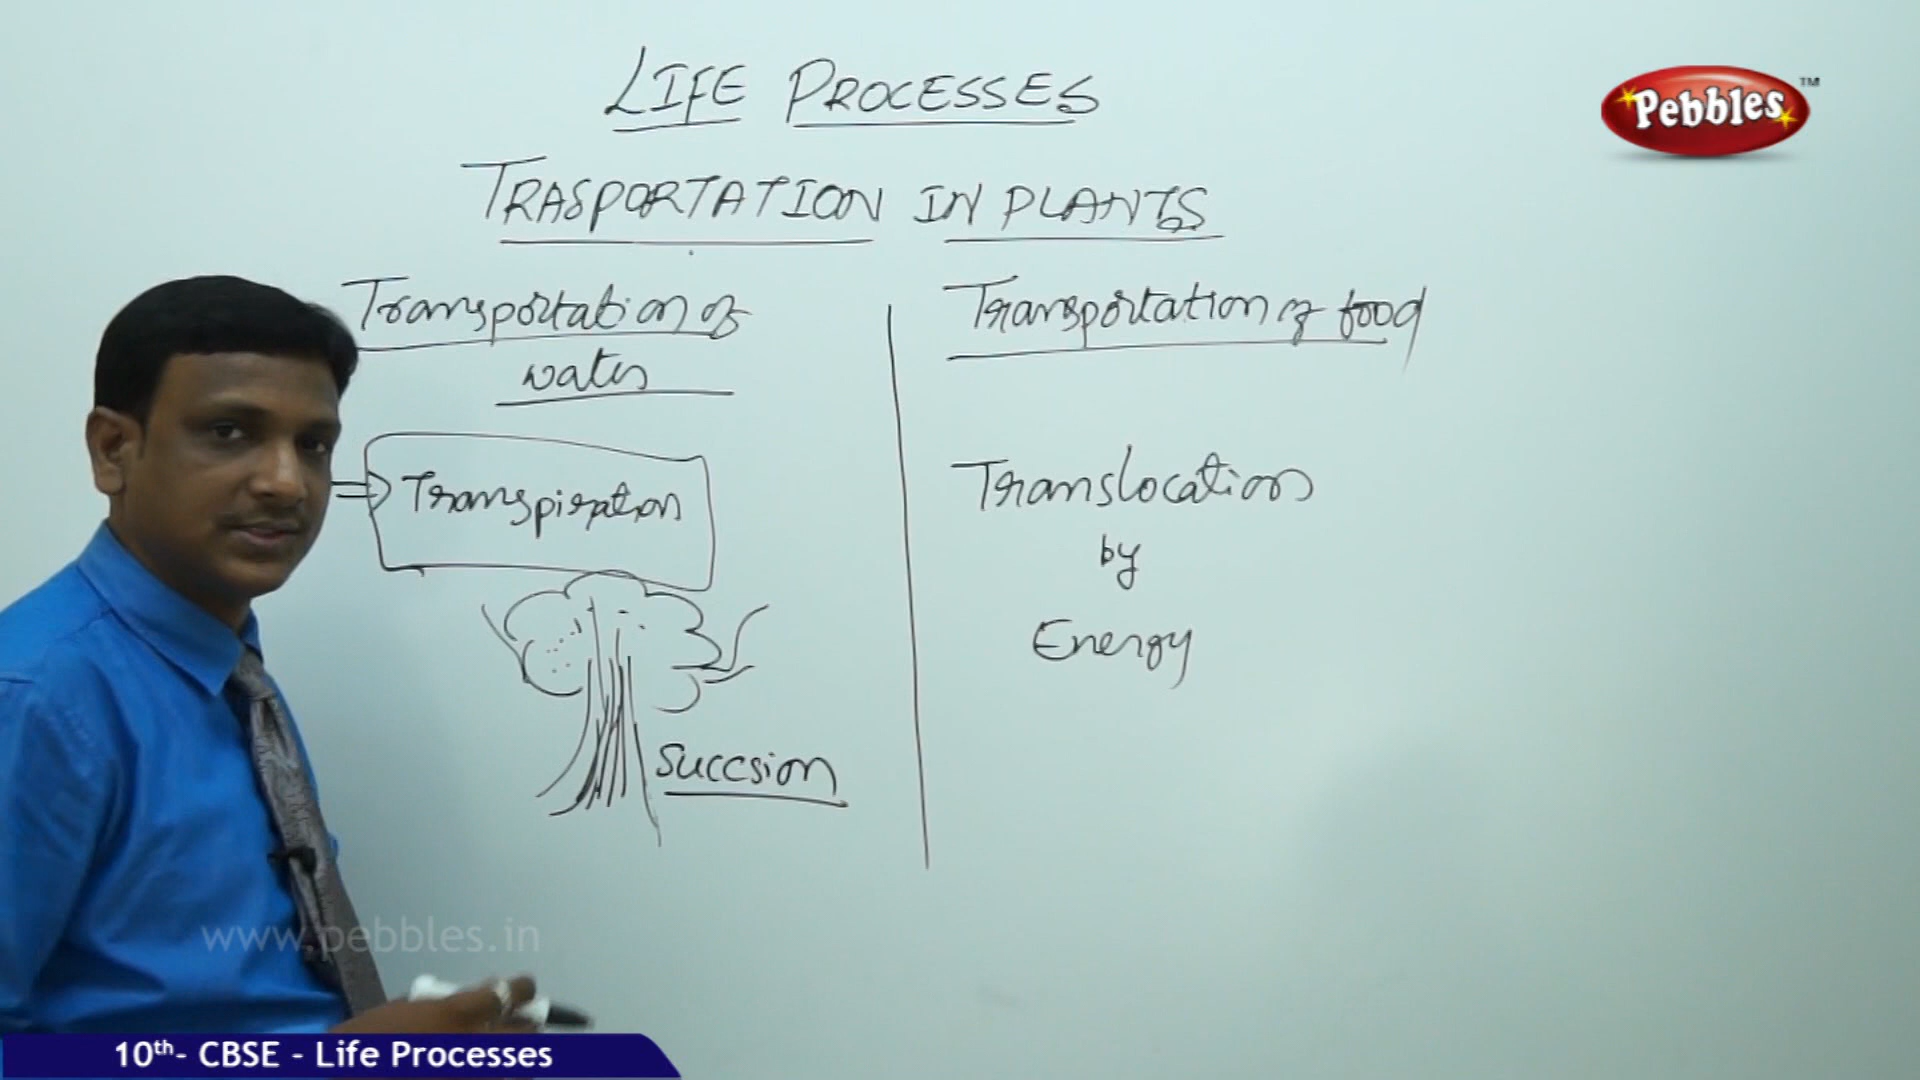 LIFE PROCESSES
Pebbles™
TRASPORTATION IN PLANTS
Transportation of
water
Transportation of food
Transpiration
Translocation
by
Energy
Succsion
www.pebbles.in
10th- CBSE - Life Processes